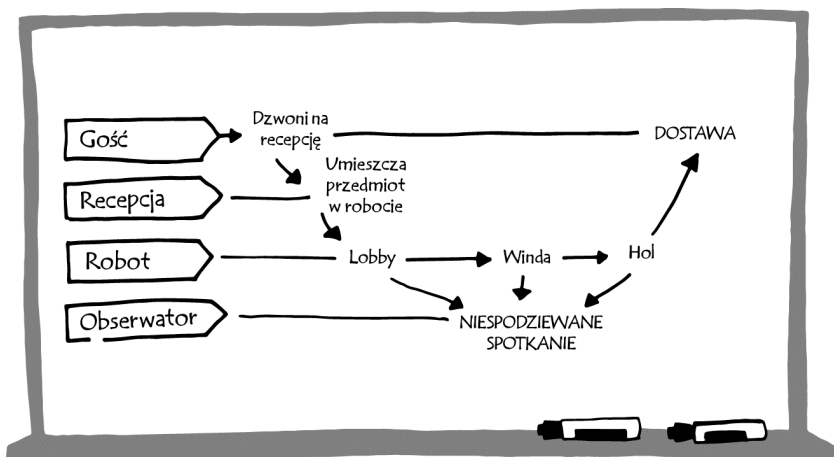 Gość
Dzwoni na
recepcję
DOSTAWA
Recepcja
Umieszcza
przedmiot
w robocie
Robot
Lobby
Winda
Hol
Obserwator
NIESPODZIEWANE
SPOTKANIE